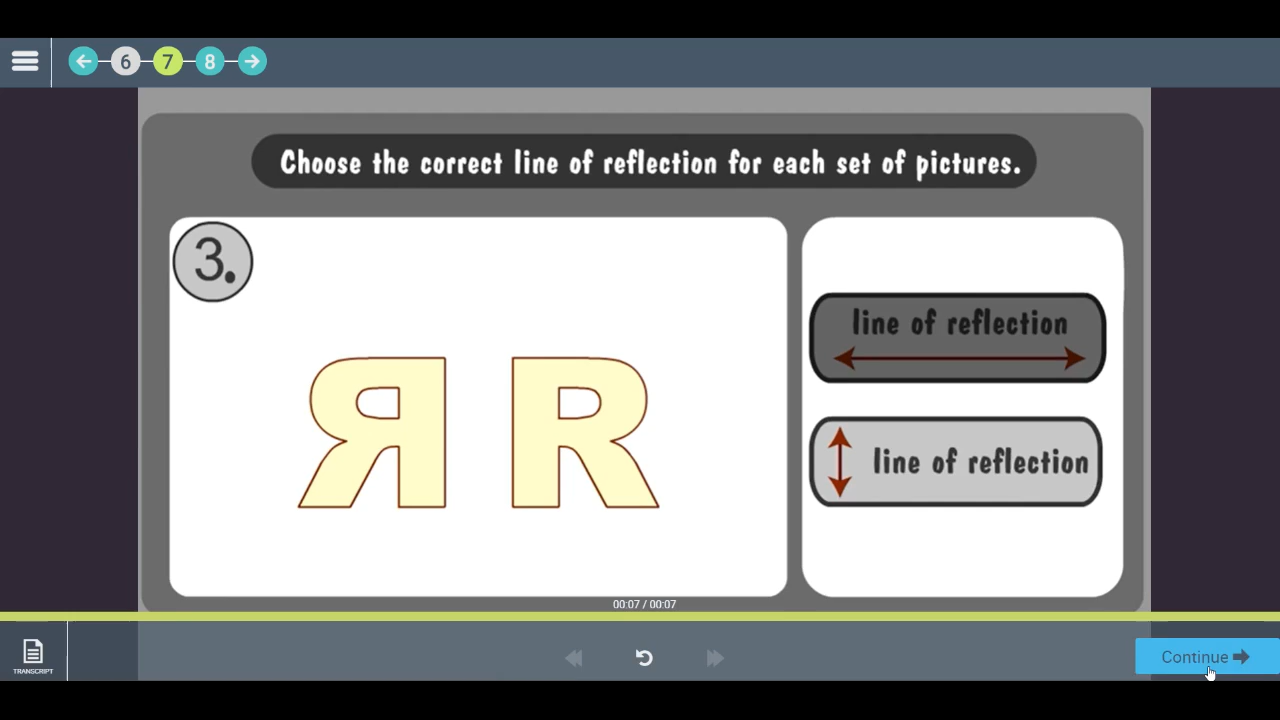 6 7 8
Choose the correct line of reflection for each set of pictures.
3.
line of reflection
line of reflection
Я R
00:07 / 00:07
TRANSCRIPT
Continue